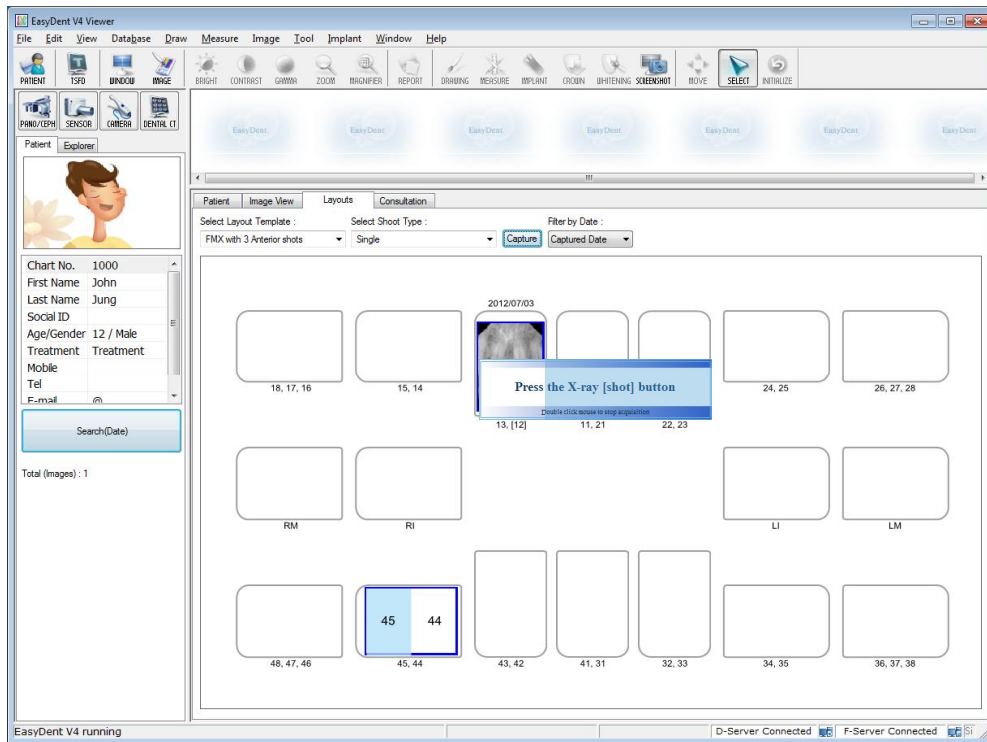 EasyDent V4 Viewer
File Edit View Database Draw Measure Image Tool Implant Window Help
PATIENT TSFD WINDOW IMAGE BRIGHT CONTRAST GAMMA ZOOM MAGNIFIER REPORT DRAWING MEASURE IMPLANT CROWN WHITENING SCREENSHOT MOVE SELECT INITIALIZE
PANO/CEPH SENSOR CAMERA DENTAL CT
EasyDent EasyDent EasyDent EasyDent EasyDent EasyDent EasyDent
Patient Explorer
Patient Image View Layouts Consultation
Select Layout Template : Select Shoot Type : Filter by Date :
FMX with 3 Anterior shots Single Capture Captured Date
Chart No. 1000
First Name John
Last Name Jung
Social ID
Age/Gender 12 / Male
Treatment Treatment
Mobile
Tel
E-mail @
Search(Date)
Total (Images) : 1
2012/07/03
18, 17, 16 15, 14 13, [12] 11, 21 22, 23 24, 25 26, 27, 28
Press the X-ray [shot] button
Double click mouse to stop acquisition
RM RI LI LM
45 44
48, 47, 46 45, 44 43, 42 41, 31 32, 33 34, 35 36, 37, 38
EasyDent V4 running D-Server Connected F-Server Connected Si